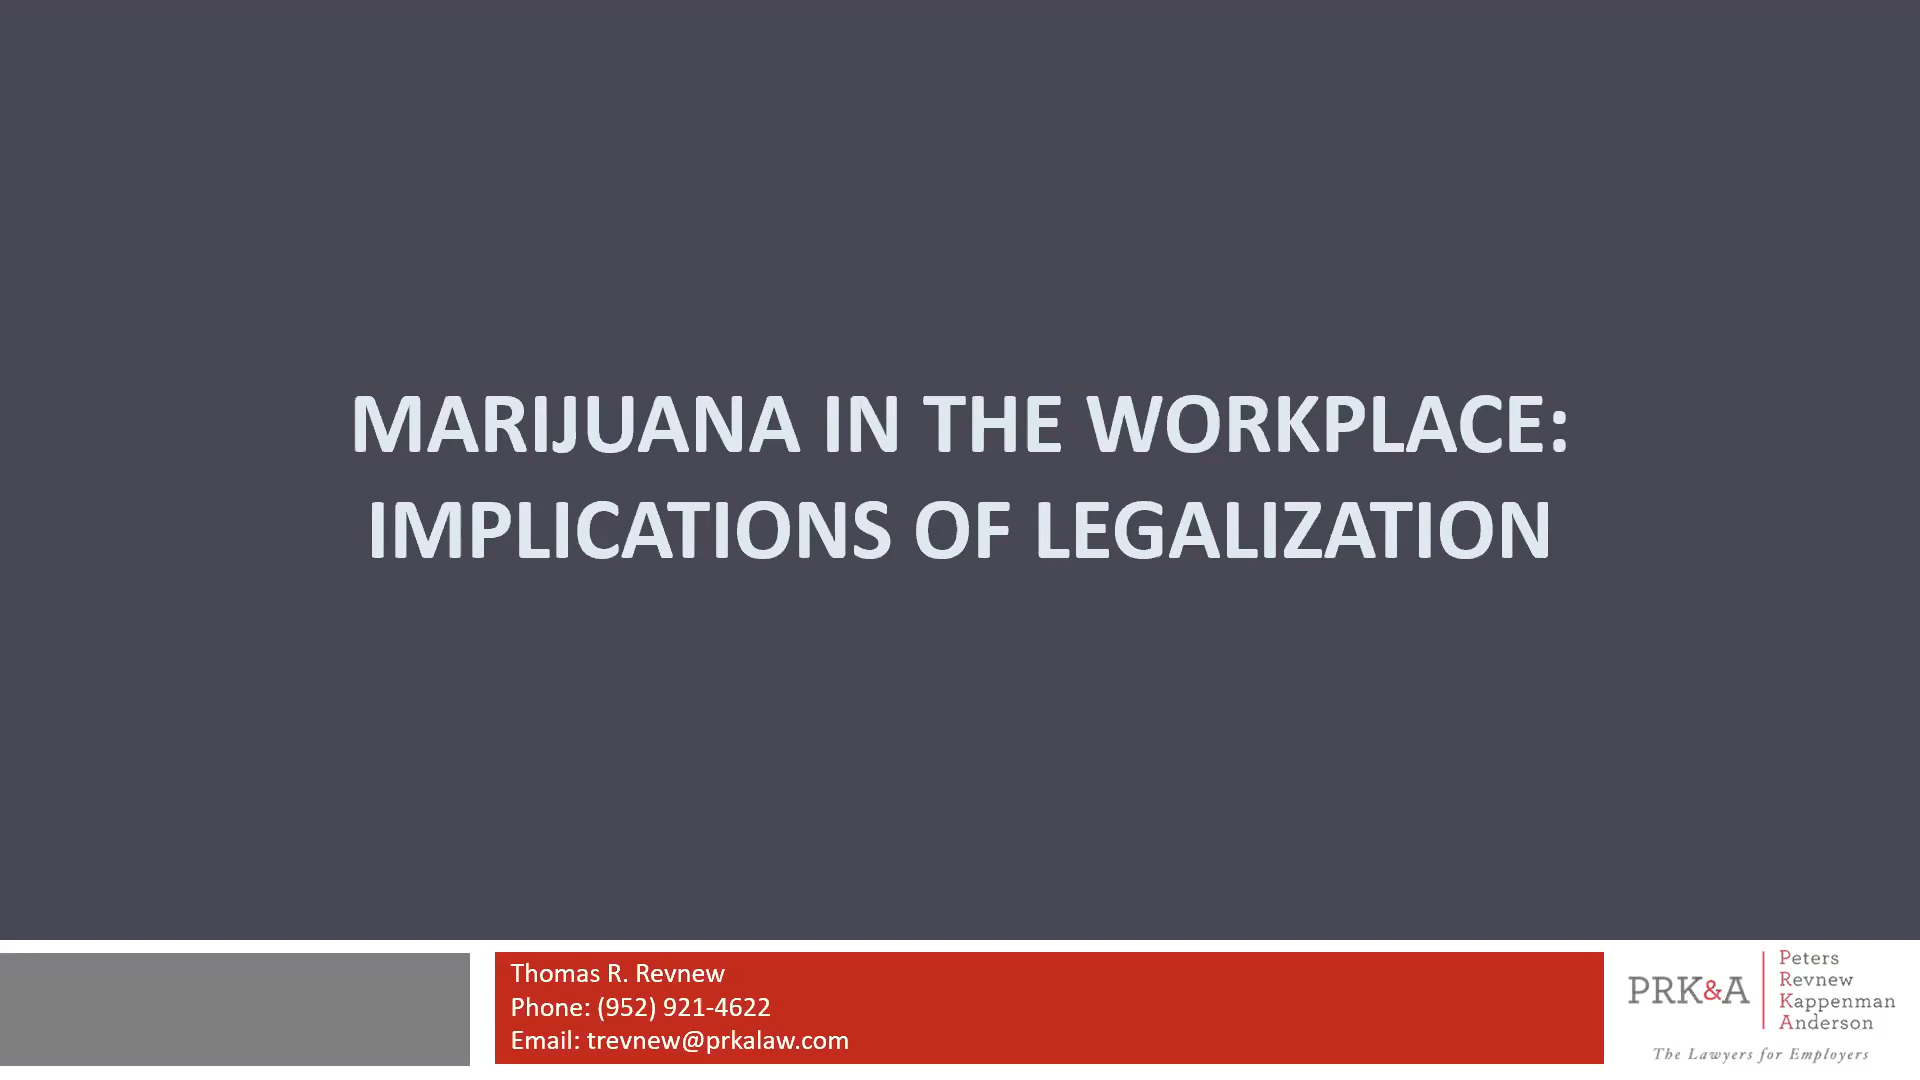 MARIJUANA IN THE WORKPLACE:
IMPLICATIONS OF LEGALIZATION
Thomas R. Revnew
Phone: (952) 921-4622
Email: trevnew@prkalaw.com
PRK&A
Peters
Revnew
Kappenman
Anderson
The Lawyers for Employers